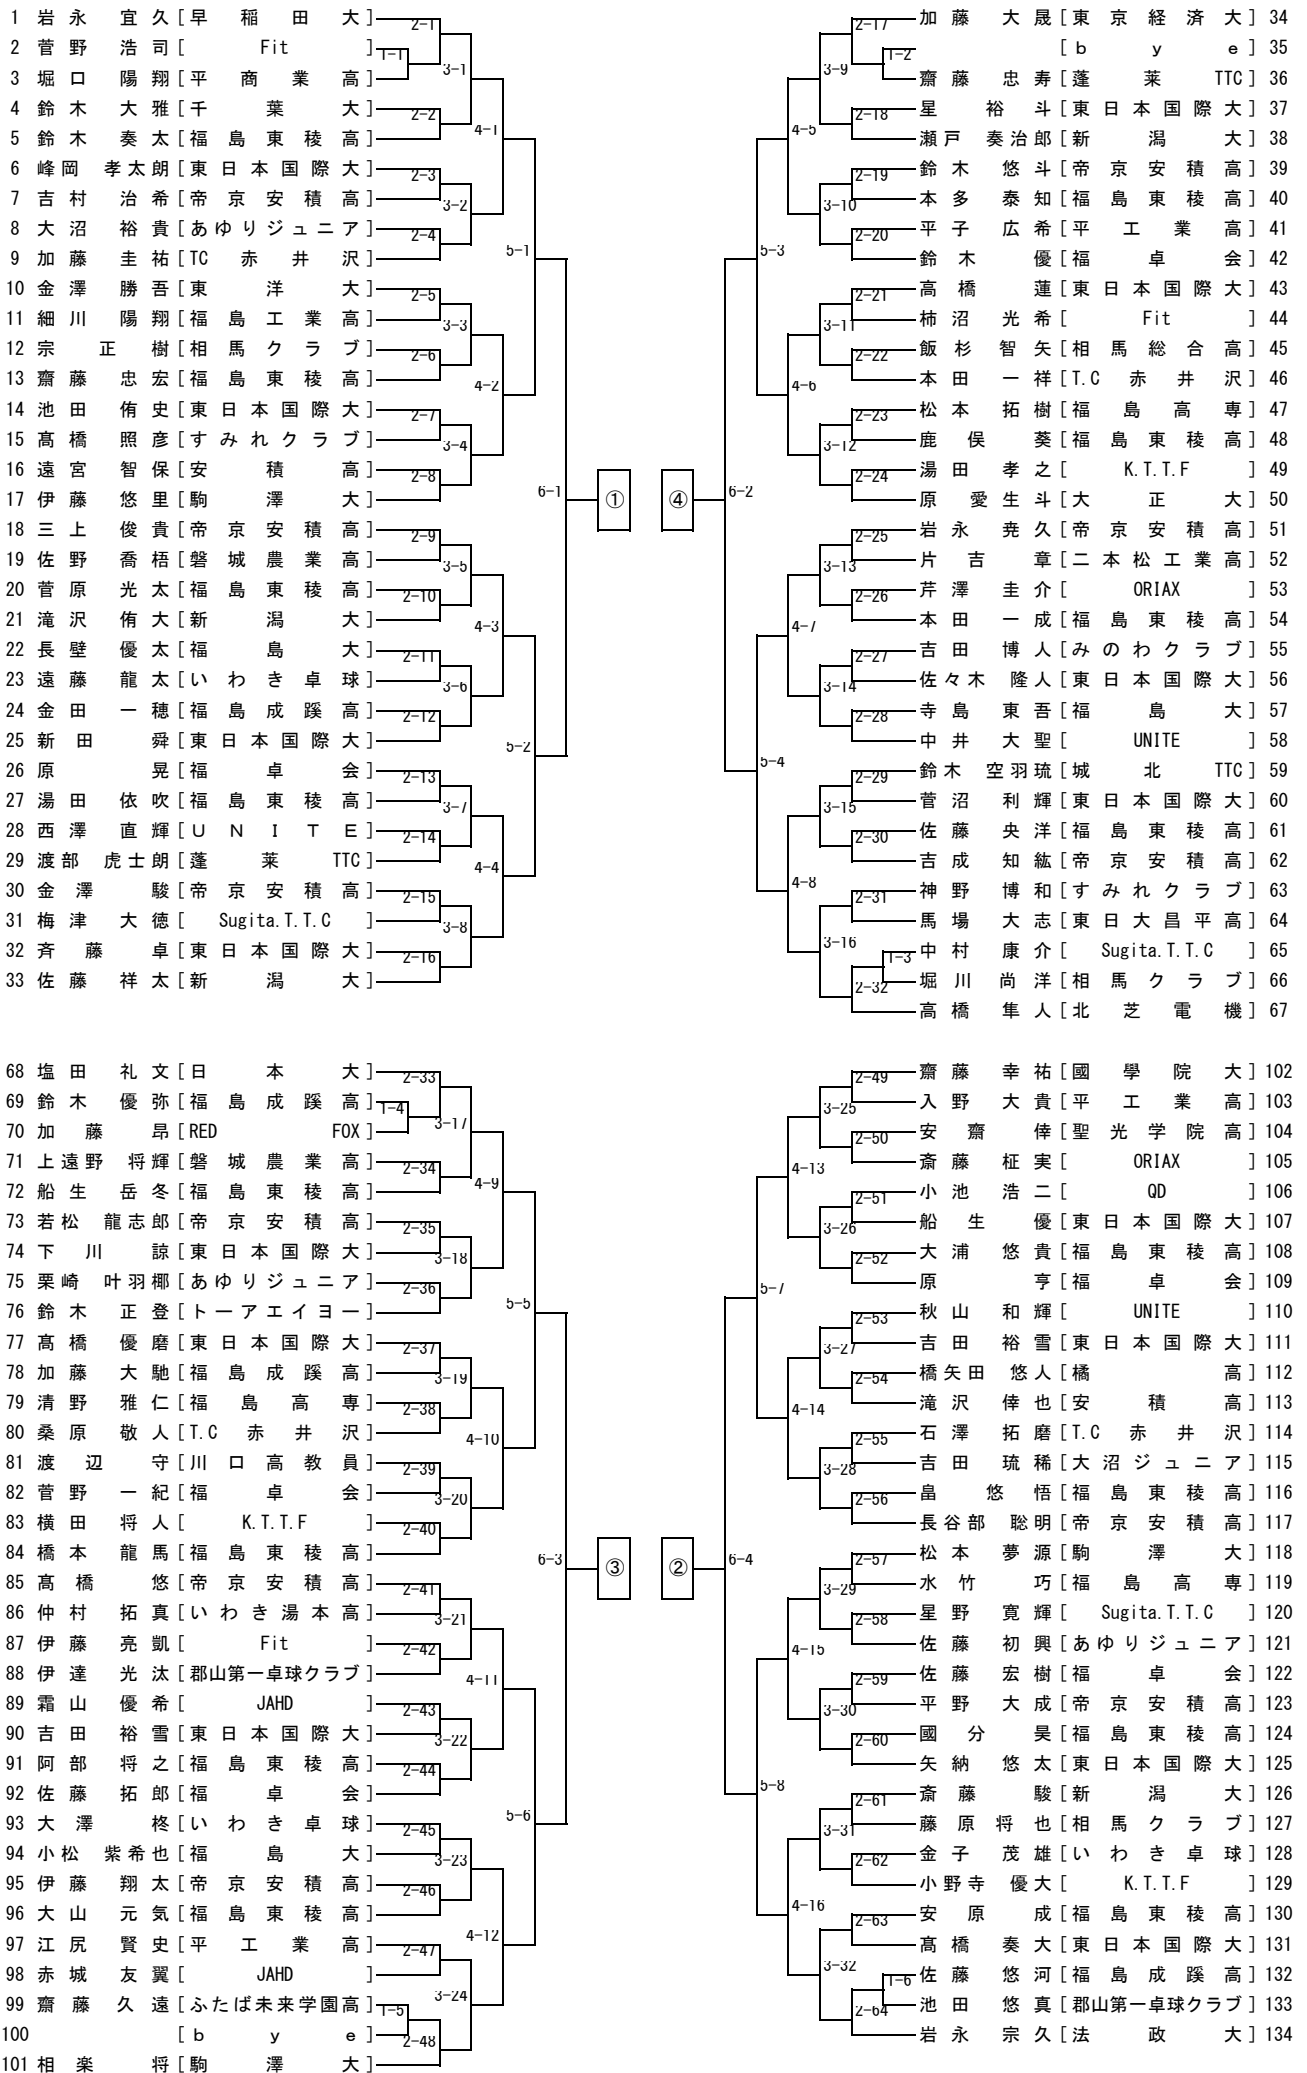 1 岩永 宜久 [早稲田大]
2 菅野 浩司 [Fit]
3 堀口 陽翔 [平商業高]
4 鈴木 大雅 [千葉大]
5 鈴木 奏太 [福島東稜高]
6 峰岡 孝太朗 [東日本国際大]
7 吉村 治希 [帝京安積高]
8 大沼 裕貴 [あゆりジュニア]
9 加藤 圭祐 [TC赤井沢]
10 金澤 勝吾 [東洋大]
11 細川 陽翔 [福島工業高]
12 宗 正樹 [相馬クラブ]
13 齋藤 忠宏 [福島東稜高]
14 池田 侑史 [東日本国際大]
15 髙橋 照彦 [すみれクラブ]
16 遠宮 智保 [安積高]
17 伊藤 悠里 [駒澤大]
18 三上 俊貴 [帝京安積高]
19 佐野 喬梧 [磐城農業高]
20 菅原 光太 [福島東稜高]
21 滝沢 侑大 [新潟大]
22 長壁 優太 [福島大]
23 遠藤 龍太 [いわき卓球]
24 金田 一穂 [福島成蹊高]
25 新田 舜 [東日本国際大]
26 原 晃 [福卓会]
27 湯田 依吹 [福島東稜高]
28 西澤 直輝 [ＵＮＩＴＥ]
29 渡部 虎士朗 [蓬莱TTC]
30 金澤 駿 [帝京安積高]
31 梅津 大徳 [Sugita.T.T.C]
32 斉藤 卓 [東日本国際大]
33 佐藤 祥太 [新潟大]
1-1
2-1
2-2
2-3
2-4
2-5
2-6
2-7
2-8
2-9
2-10
2-11
2-12
2-13
2-14
2-15
2-16
3-1
3-2
3-3
3-4
3-5
3-6
3-7
3-8
4-1
4-2
4-3
4-4
5-1
5-2
6-1
①
加藤 大晟 [東京経済大] 34
[ｂｙｅ] 35
齋藤 忠寿 [蓬莱TTC] 36
星 裕斗 [東日本国際大] 37
瀬戸 奏治郎 [新潟大] 38
鈴木 悠斗 [帝京安積高] 39
本多 泰知 [福島東稜高] 40
平子 広希 [平工業高] 41
鈴木 優 [福卓会] 42
高橋 蓮 [東日本国際大] 43
柿沼 光希 [Fit] 44
飯杉 智矢 [相馬総合高] 45
本田 一祥 [T.C赤井沢] 46
松本 拓樹 [福島高専] 47
鹿俣 葵 [福島東稜高] 48
湯田 孝之 [K.T.T.F] 49
原 愛生斗 [大正大] 50
岩永 尭久 [帝京安積高] 51
片吉 章 [二本松工業高] 52
芹澤 圭介 [ORIAX] 53
本田 一成 [福島東稜高] 54
吉田 博人 [みのわクラブ] 55
佐々木 隆人 [東日本国際大] 56
寺島 東吾 [福島大] 57
中井 大聖 [UNITE] 58
鈴木 空羽琉 [城北TTC] 59
菅沼 利輝 [東日本国際大] 60
佐藤 央洋 [福島東稜高] 61
吉成 知紘 [帝京安積高] 62
神野 博和 [すみれクラブ] 63
馬場 大志 [東日大昌平高] 64
中村 康介 [Sugita.T.T.C] 65
堀川 尚洋 [相馬クラブ] 66
高橋 隼人 [北芝電機] 67
1-2
1-3
2-17
2-18
2-19
2-20
2-21
2-22
2-23
2-24
2-25
2-26
2-27
2-28
2-29
2-30
2-31
2-32
3-9
3-10
3-11
3-12
3-13
3-14
3-15
3-16
4-5
4-6
4-7
4-8
5-3
5-4
6-2
④
68 塩田 礼文 [日本大]
69 鈴木 優弥 [福島成蹊高]
70 加藤 昂 [RED FOX]
71 上遠野 将輝 [磐城農業高]
72 船生 岳冬 [福島東稜高]
73 若松 龍志郎 [帝京安積高]
74 下川 諒 [東日本国際大]
75 栗崎 叶羽椰 [あゆりジュニア]
76 鈴木 正登 [トーアエイヨー]
77 髙橋 優磨 [東日本国際大]
78 加藤 大馳 [福島成蹊高]
79 清野 雅仁 [福島高専]
80 桑原 敬人 [T.C赤井沢]
81 渡辺 守 [川口高教員]
82 菅野 一紀 [福卓会]
83 横田 将人 [K.T.T.F]
84 橋本 龍馬 [福島東稜高]
85 髙橋 悠 [帝京安積高]
86 仲村 拓真 [いわき湯本高]
87 伊藤 亮凱 [Fit]
88 伊達 光汰 [郡山第一卓球クラブ]
89 霜山 優希 [JAHD]
90 吉田 裕雪 [東日本国際大]
91 阿部 将之 [福島東稜高]
92 佐藤 拓郎 [福卓会]
93 大澤 柊 [いわき卓球]
94 小松 紫希也 [福島大]
95 伊藤 翔太 [帝京安積高]
96 大山 元気 [福島東稜高]
97 江尻 賢史 [平工業高]
98 赤城 友翼 [JAHD]
99 齋藤 久遠 [ふたば未来学園高]
100 [ｂｙｅ]
101 相楽 将 [駒澤大]
1-4
1-5
2-33
2-34
2-35
2-36
2-37
2-38
2-39
2-40
2-41
2-42
2-43
2-44
2-45
2-46
2-47
2-48
3-17
3-18
3-19
3-20
3-21
3-22
3-23
3-24
4-9
4-10
4-11
4-12
5-5
5-6
6-3
③
齋藤 幸祐 [國學院大] 102
入野 大貴 [平工業高] 103
安齋 倖 [聖光学院高] 104
斎藤 柾実 [ORIAX] 105
小池 浩二 [QD] 106
船生 優 [東日本国際大] 107
大浦 悠貴 [福島東稜高] 108
原 亨 [福卓会] 109
秋山 和輝 [UNITE] 110
吉田 裕雪 [東日本国際大] 111
橋矢田 悠人 [橘高] 112
滝沢 倖也 [安積高] 113
石澤 拓磨 [T.C赤井沢] 114
吉田 琉稀 [大沼ジュニア] 115
畠 悠悟 [福島東稜高] 116
長谷部 聡明 [帝京安積高] 117
松本 夢源 [駒澤大] 118
水竹 巧 [福島高専] 119
星野 寛輝 [Sugita.T.T.C] 120
佐藤 初興 [あゆりジュニア] 121
佐藤 宏樹 [福卓会] 122
平野 大成 [帝京安積高] 123
國分 昊 [福島東稜高] 124
矢納 悠太 [東日本国際大] 125
斎藤 駿 [新潟大] 126
藤原 将也 [相馬クラブ] 127
金子 茂雄 [いわき卓球] 128
小野寺 優大 [K.T.T.F] 129
安原 成 [福島東稜高] 130
髙橋 奏大 [東日本国際大] 131
佐藤 悠河 [福島成蹊高] 132
池田 悠真 [郡山第一卓球クラブ] 133
岩永 宗久 [法政大] 134
1-6
2-49
2-50
2-51
2-52
2-53
2-54
2-55
2-56
2-57
2-58
2-59
2-60
2-61
2-62
2-63
2-64
3-25
3-26
3-27
3-28
3-29
3-30
3-31
3-32
4-13
4-14
4-15
4-16
5-7
5-8
6-4
②